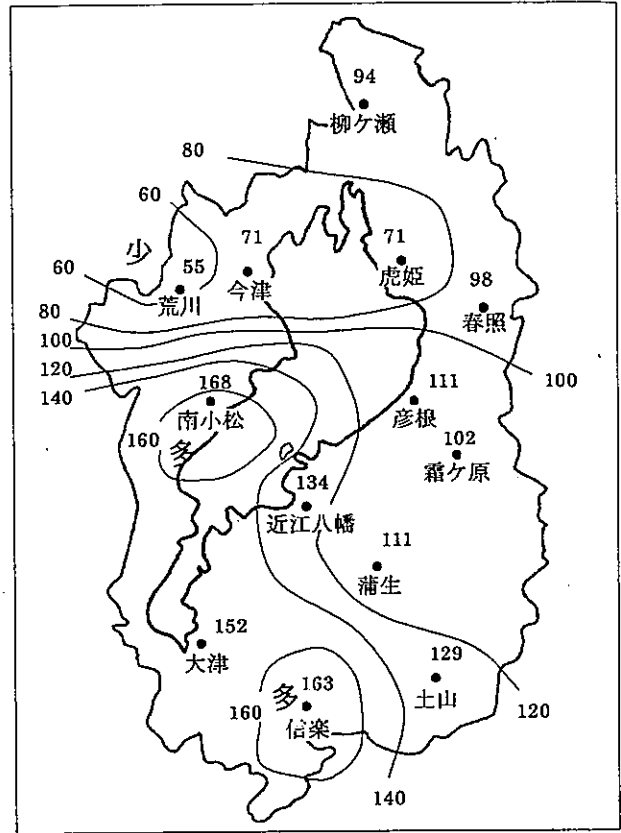 94
柳ケ瀬
80
60
少
71
71
55
今津
虎姫
60
荒川
98
80
春照
100
120
100
140
168
111
南小松
彦根
160
多
102
霜ケ原
134
近江八幡
111
蒲生
152
大津
129
163
多
土山
160
信楽
120
140